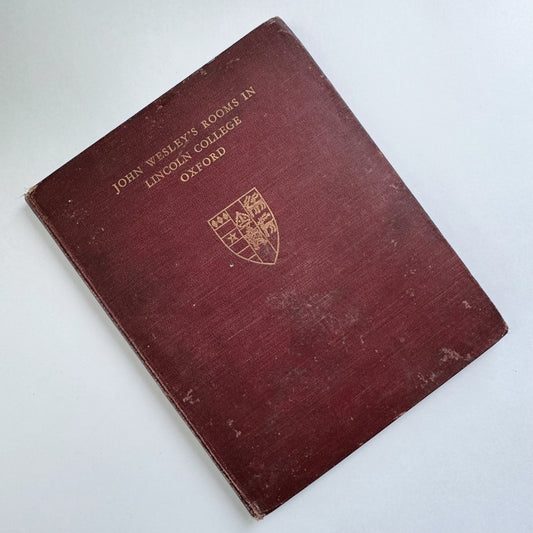 JOHN WESLEY'S ROOMS IN
LINCOLN COLLEGE
OXFORD